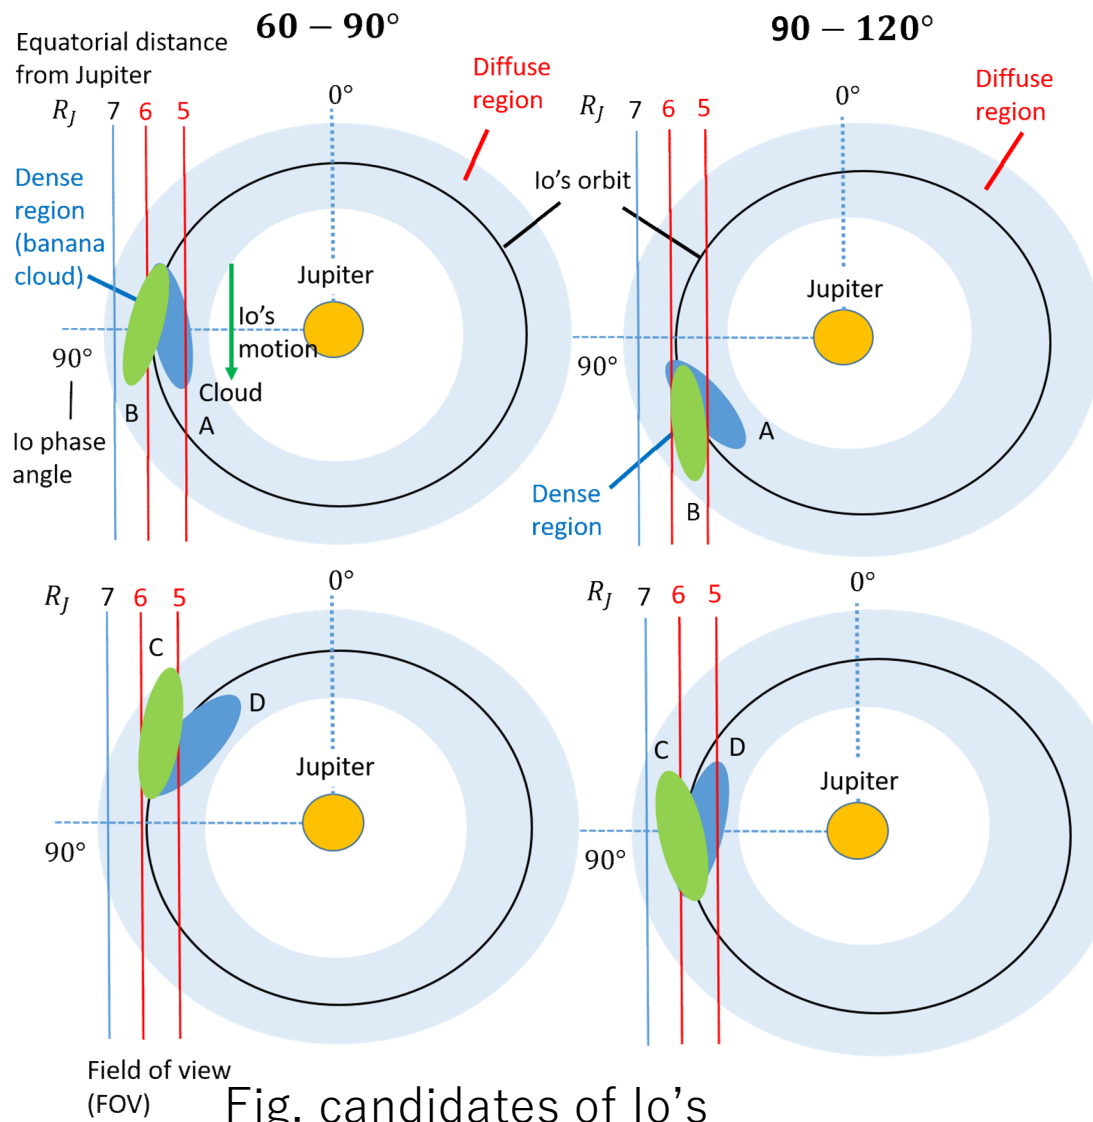 60 – 90°
90 – 120°
Equatorial distance
from Jupiter
R_J 7 6 5
0°
Diffuse
region
Dense
region
(banana
cloud)
Jupiter
Io's
motion
90°
Cloud
B
A
Io phase
angle
R_J 7 6 5
0°
Diffuse
region
Io's orbit
Jupiter
90°
A
Dense
region
B
R_J 7 6 5
0°
C
D
Jupiter
90°
R_J 7 6 5
0°
C
D
Jupiter
90°
Field of view
(FOV)
Fig. candidates of Io's